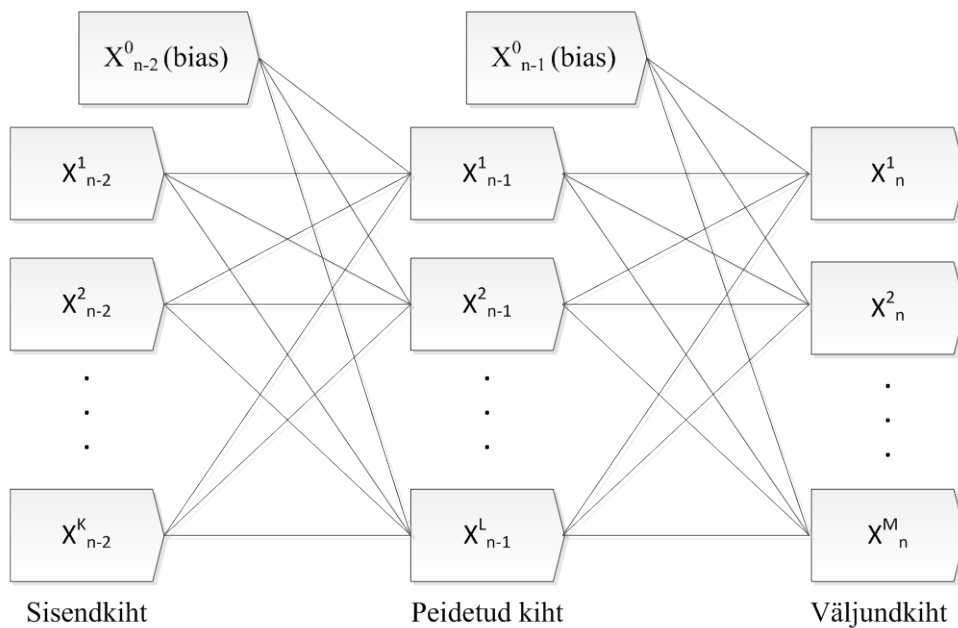 X⁰ₙ₋₂ (bias) X⁰ₙ₋₁ (bias)
X¹ₙ₋₂ X¹ₙ₋₁ X¹ₙ
X²ₙ₋₂ X²ₙ₋₁ X²ₙ
Xᴷₙ₋₂ Xᴸₙ₋₁ Xᴹₙ
Sisendkiht Peidetud kiht Väljundkiht